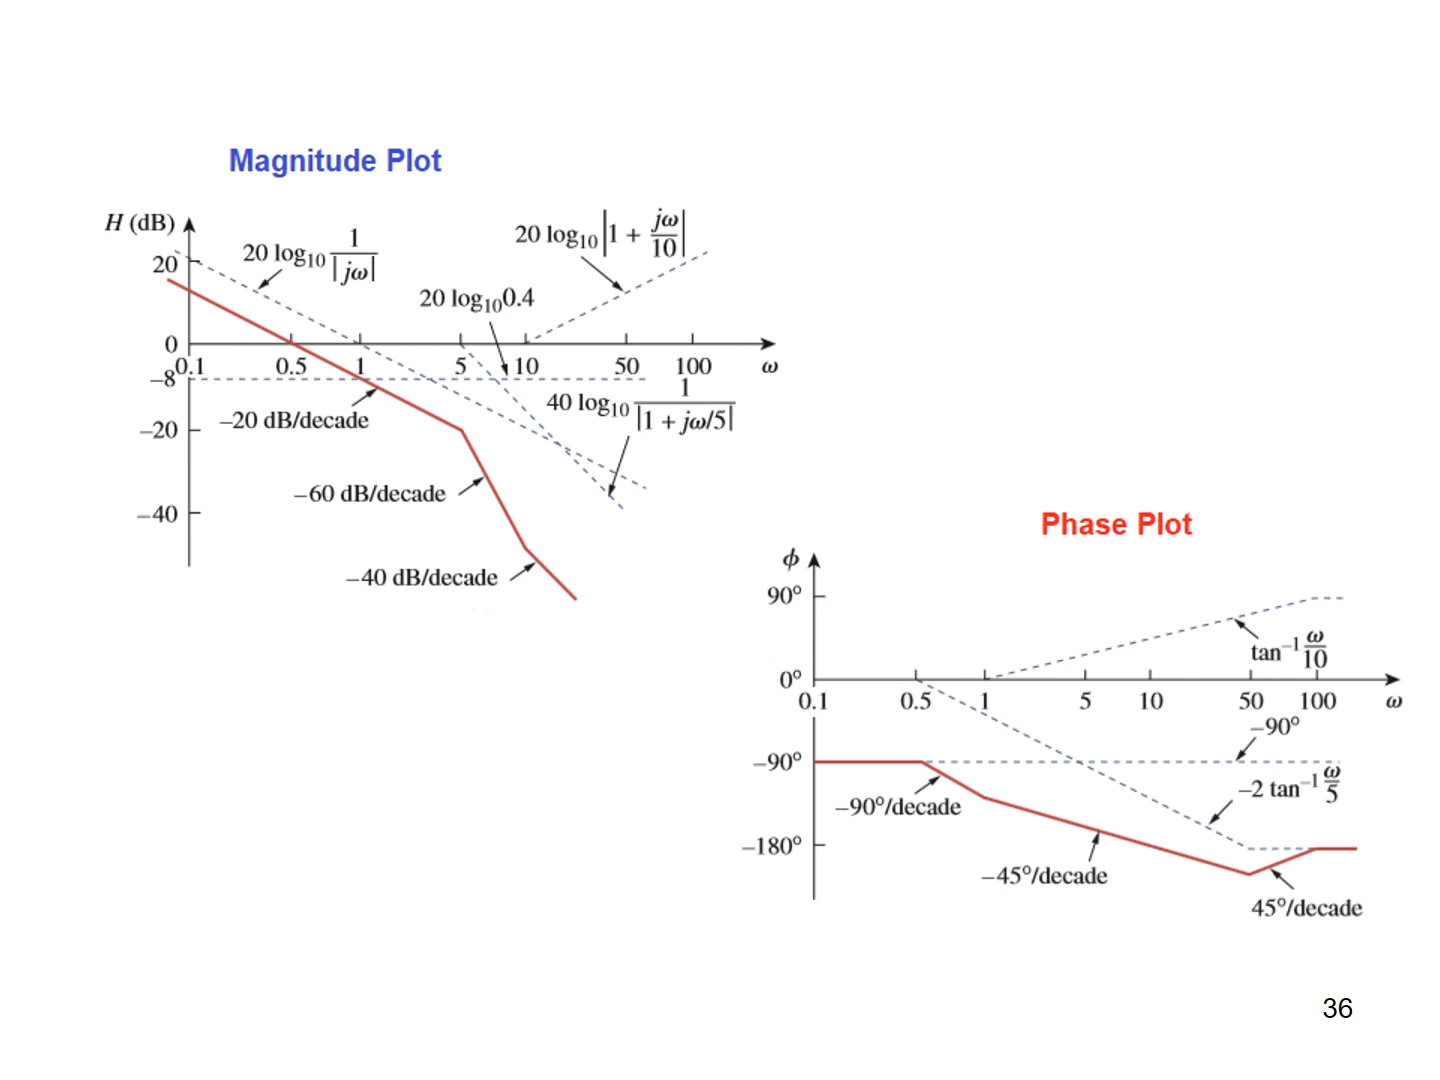 Magnitude Plot
H (dB)
20 log₁₀ 1/|jω|
20 log₁₀ |1 + jω/10|
20
20 log₁₀0.4
0
0.1 0.5 1 5 10 50 100 ω
–8
40 log₁₀ 1/|1 + jω/5|
–20 dB/decade
–20
–60 dB/decade
–40
–40 dB/decade
Phase Plot
ϕ
90°
tan⁻¹ ω/10
0°
0.1 0.5 1 5 10 50 100 ω
–90°
–90°
–2 tan⁻¹ ω/5
–90°/decade
–180°
–45°/decade
45°/decade
36